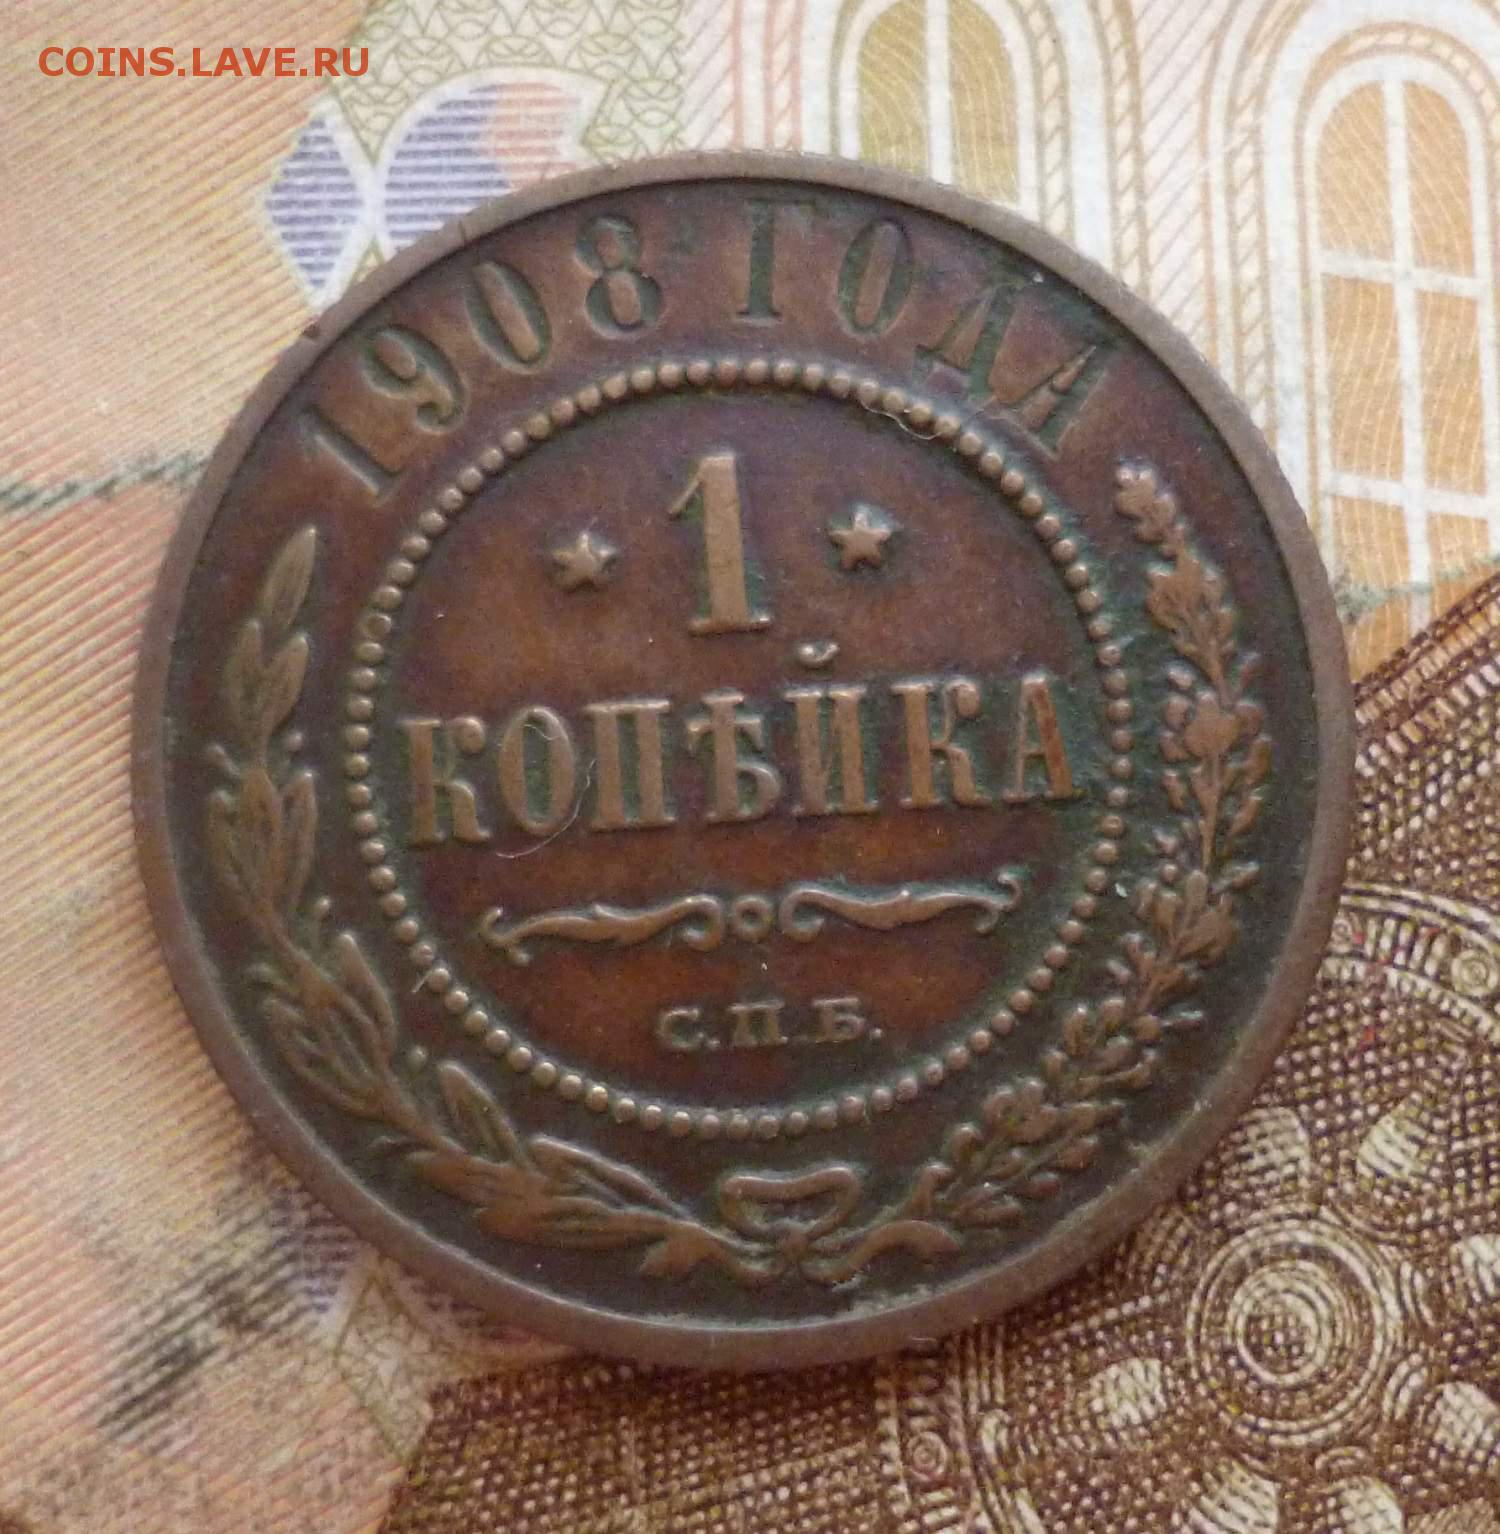 COINS.LAVE.RU
1908 ГОДА
1
КОПѢЙКА
С.П.Б.